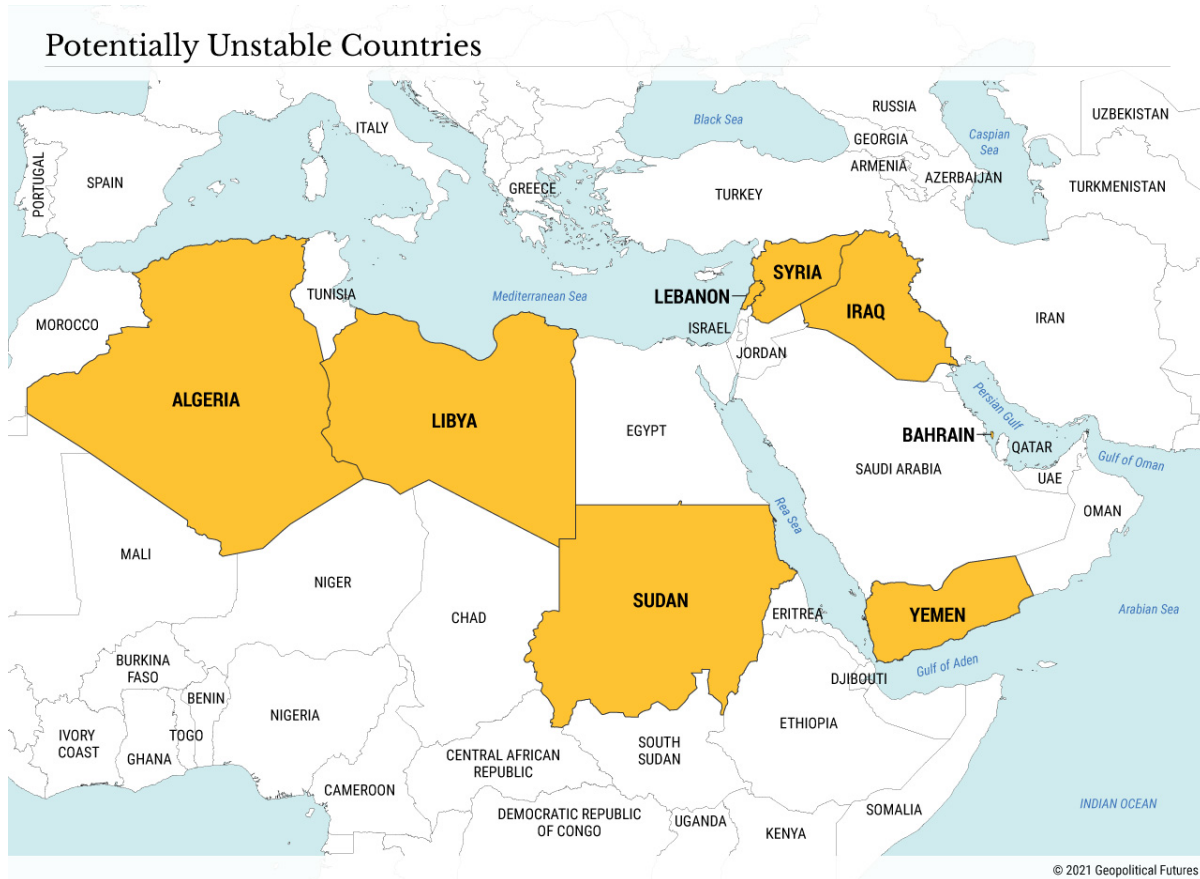 Potentially Unstable Countries
RUSSIA
UZBEKISTAN
Black Sea
ITALY
GEORGIA
Caspian
Sea
ARMENIA
AZERBAIJAN
TURKMENISTAN
PORTUGAL
SPAIN
GREECE
TURKEY
SYRIA
TUNISIA
Mediterranean Sea
LEBANON
IRAQ
IRAN
MOROCCO
ISRAEL
JORDAN
ALGERIA
LIBYA
EGYPT
Persian Gulf
BAHRAIN
QATAR
SAUDI ARABIA
Gulf of Oman
UAE
OMAN
Rea Sea
MALI
NIGER
CHAD
SUDAN
ERITREA
YEMEN
Arabian Sea
BURKINA
FASO
BENIN
DJIBOUTI
Gulf of Aden
NIGERIA
ETHIOPIA
IVORY
COAST
TOGO
GHANA
CENTRAL AFRICAN
REPUBLIC
SOUTH
SUDAN
CAMEROON
DEMOCRATIC REPUBLIC
OF CONGO
UGANDA
KENYA
SOMALIA
INDIAN OCEAN
© 2021 Geopolitical Futures